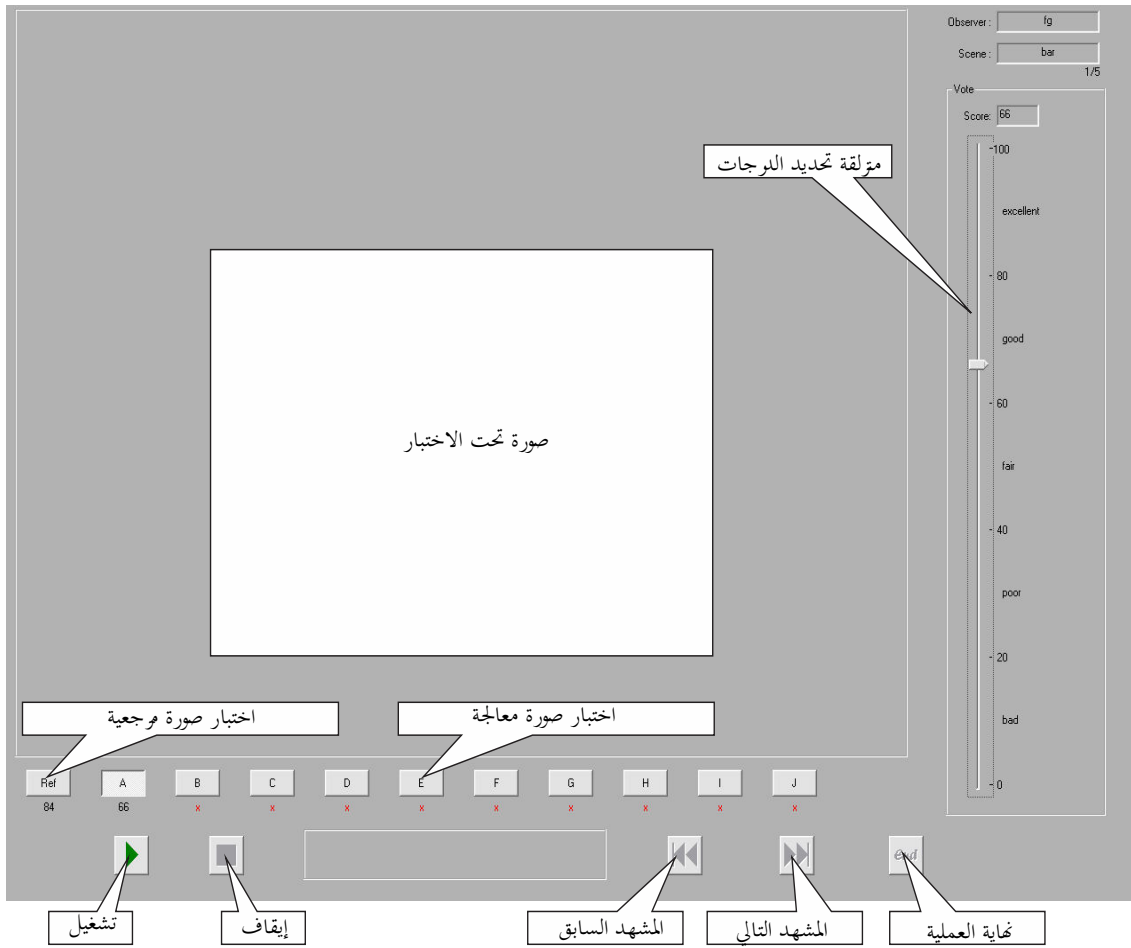 Observer : fg
Scene : bar
1/5
Vote
Score: 66
100
منزلقة تحديد الدرجات
excellent
80
good
60
صورة تحت الاختبار
fair
40
poor
20
bad
0
اختبار صورة مرجعية
اختبار صورة معالجة
Ref A B C D E F G H I J
84 66 x x x x x x x x x
end
تشغيل
إيقاف
المشهد السابق
المشهد التالي
نهاية العملية